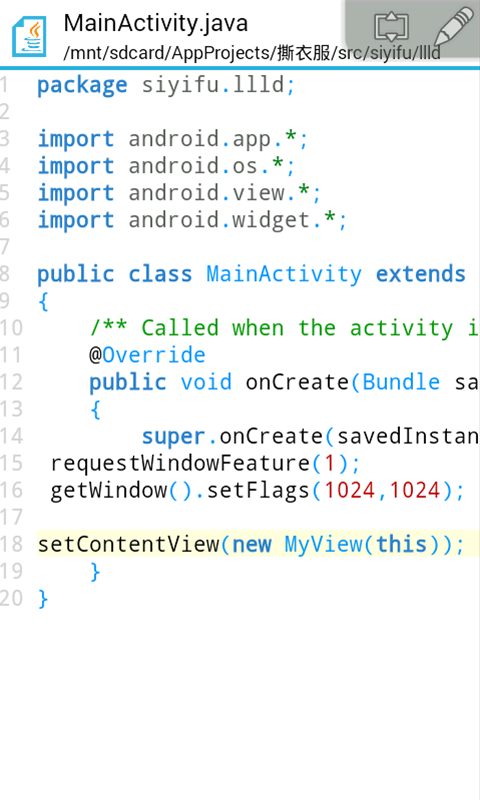 MainActivity.java
/mnt/sdcard/AppProjects/撕衣服/src/siyifu/llld
1 package siyifu.llld;
2
3 import android.app.*;
4 import android.os.*;
5 import android.view.*;
6 import android.widget.*;
7
8 public class MainActivity extends
9 {
10 /** Called when the activity i
11 @Override
12 public void onCreate(Bundle sa
13 {
14 super.onCreate(savedInstan
15 requestWindowFeature(1);
16 getWindow().setFlags(1024,1024);
17
18 setContentView(new MyView(this));
19 }
20 }